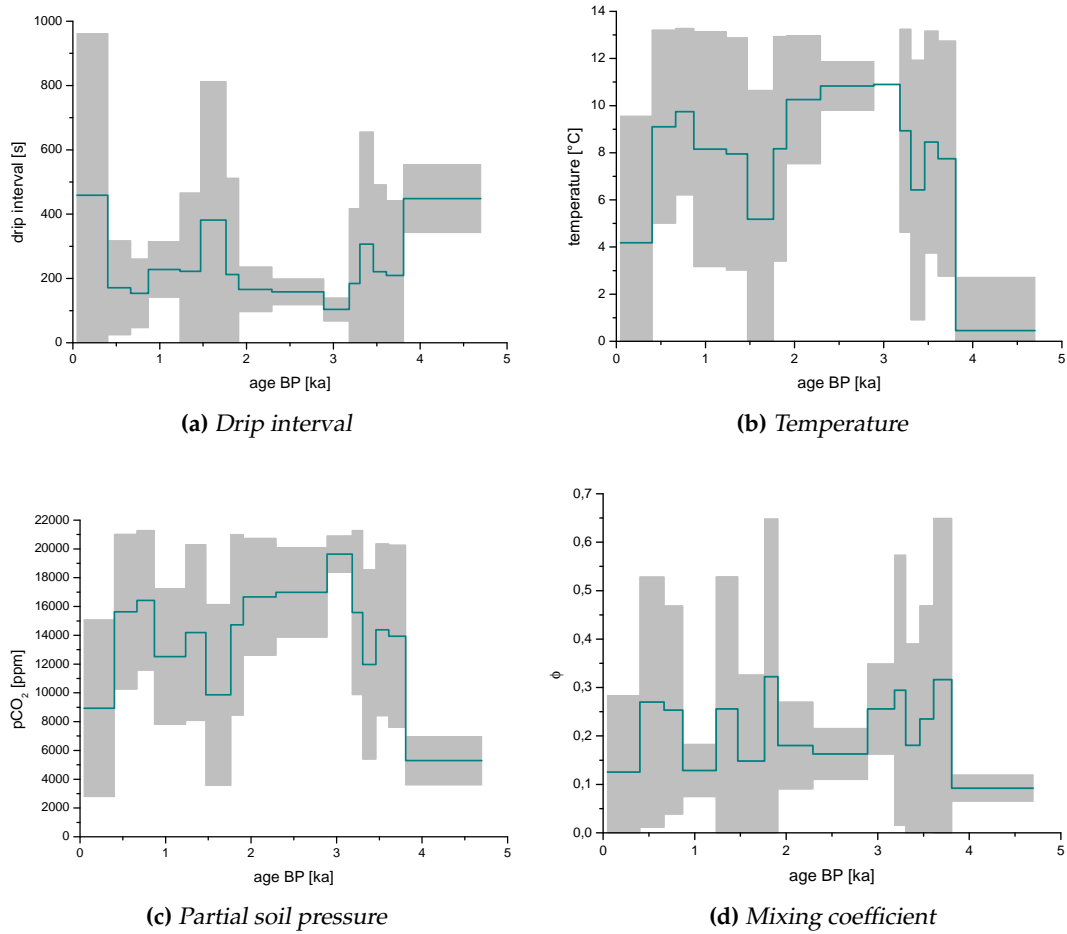 1000
800
600
400
200
0
drip interval [s]
0 1 2 3 4 5
age BP [ka]
(a) Drip interval
14
12
10
8
6
4
2
0
temperature [°C]
0 1 2 3 4 5
age BP [ka]
(b) Temperature
22000
20000
18000
16000
14000
12000
10000
8000
6000
4000
2000
0
pCO2 [ppm]
0 1 2 3 4 5
age BP [ka]
(c) Partial soil pressure
0,7
0,6
0,5
0,4
0,3
0,2
0,1
0,0
ϕ
0 1 2 3 4 5
age BP [ka]
(d) Mixing coefficient